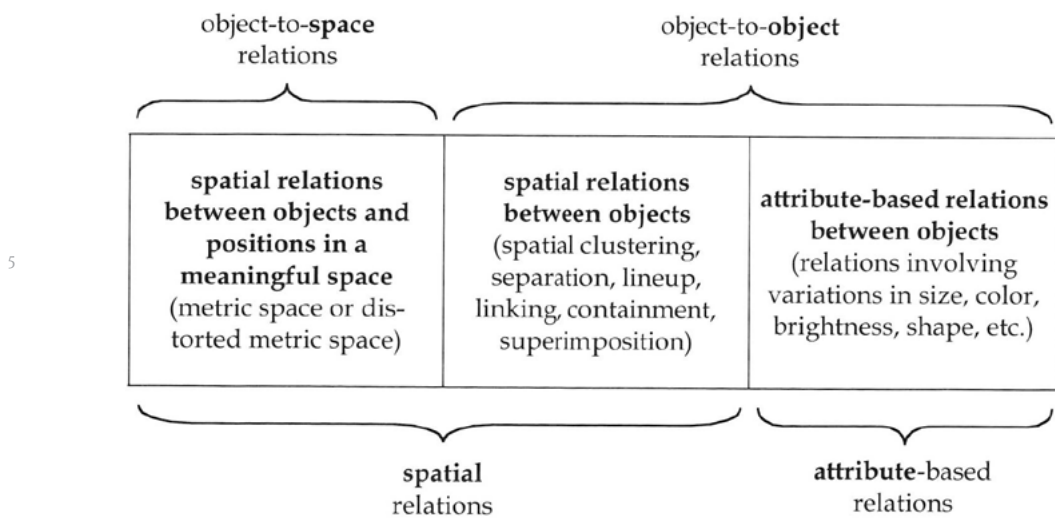 object-to-space
relations
object-to-object
relations
spatial relations
between objects and
positions in a
meaningful space
(metric space or dis-
torted metric space)
spatial relations
between objects
(spatial clustering,
separation, lineup,
linking, containment,
superimposition)
attribute-based relations
between objects
(relations involving
variations in size, color,
brightness, shape, etc.)
5
spatial
relations
attribute-based
relations